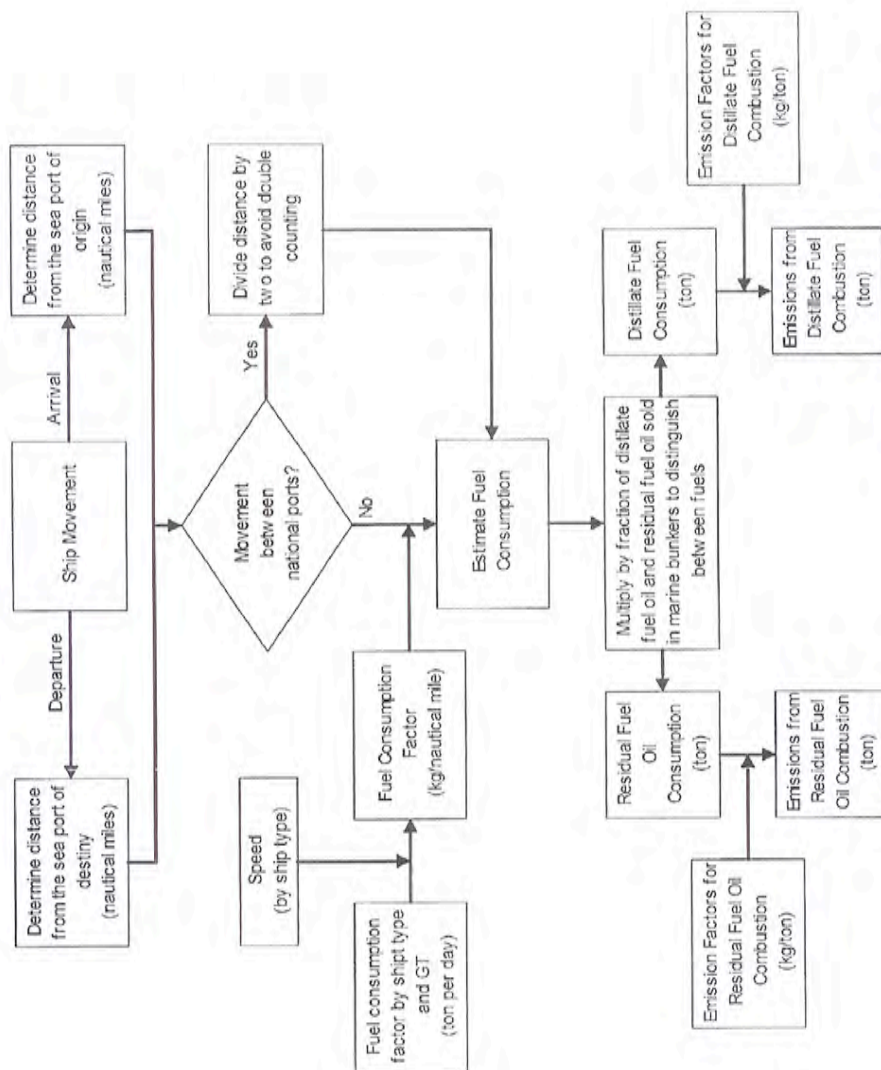 Determine distance
from the sea port of
destiny
(nautical miles)
Departure
Ship Movement
Arrival
Determine distance
from the sea port of
origin
(nautical miles)
Movement
between
national ports?
Yes
Divide distance by
two to avoid double
counting
No
Speed
(by ship type)
Fuel consumption
factor by shipt type
and GT
(ton per day)
Fuel Consumption
Factor
(kg/nautical mile)
Estimate Fuel
Consumption
Multiply by fraction of distilate
fuel oil and residual fuel oil sold
in marine bunkers to distinguish
between fuels
Residual Fuel
Oil
Consumption
(ton)
Distillate Fuel
Consumption
(ton)
Emission Factors for
Residual Fuel Oil
Combustion
(kg/ton)
Emissions from
Residual Fuel
Oil Combustion
(ton)
Emissions from
Distillate Fuel
Combustion
(ton)
Emission Factors for
Distillate Fuel
Combustion
(kg/ton)